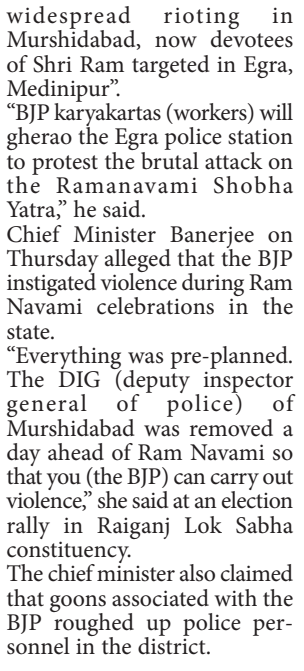 widespread rioting in
Murshidabad, now devotees
of Shri Ram targeted in Egra,
Medinipur”.
“BJP karyakartas (workers) will
gherao the Egra police station
to protest the brutal attack on
the Ramanavami Shobha
Yatra,” he said.
Chief Minister Banerjee on
Thursday alleged that the BJP
instigated violence during Ram
Navami celebrations in the
state.
“Everything was pre-planned.
The DIG (deputy inspector
general of police) of
Murshidabad was removed a
day ahead of Ram Navami so
that you (the BJP) can carry out
violence,” she said at an election
rally in Raiganj Lok Sabha
constituency.
The chief minister also claimed
that goons associated with the
BJP roughed up police per-
sonnel in the district.